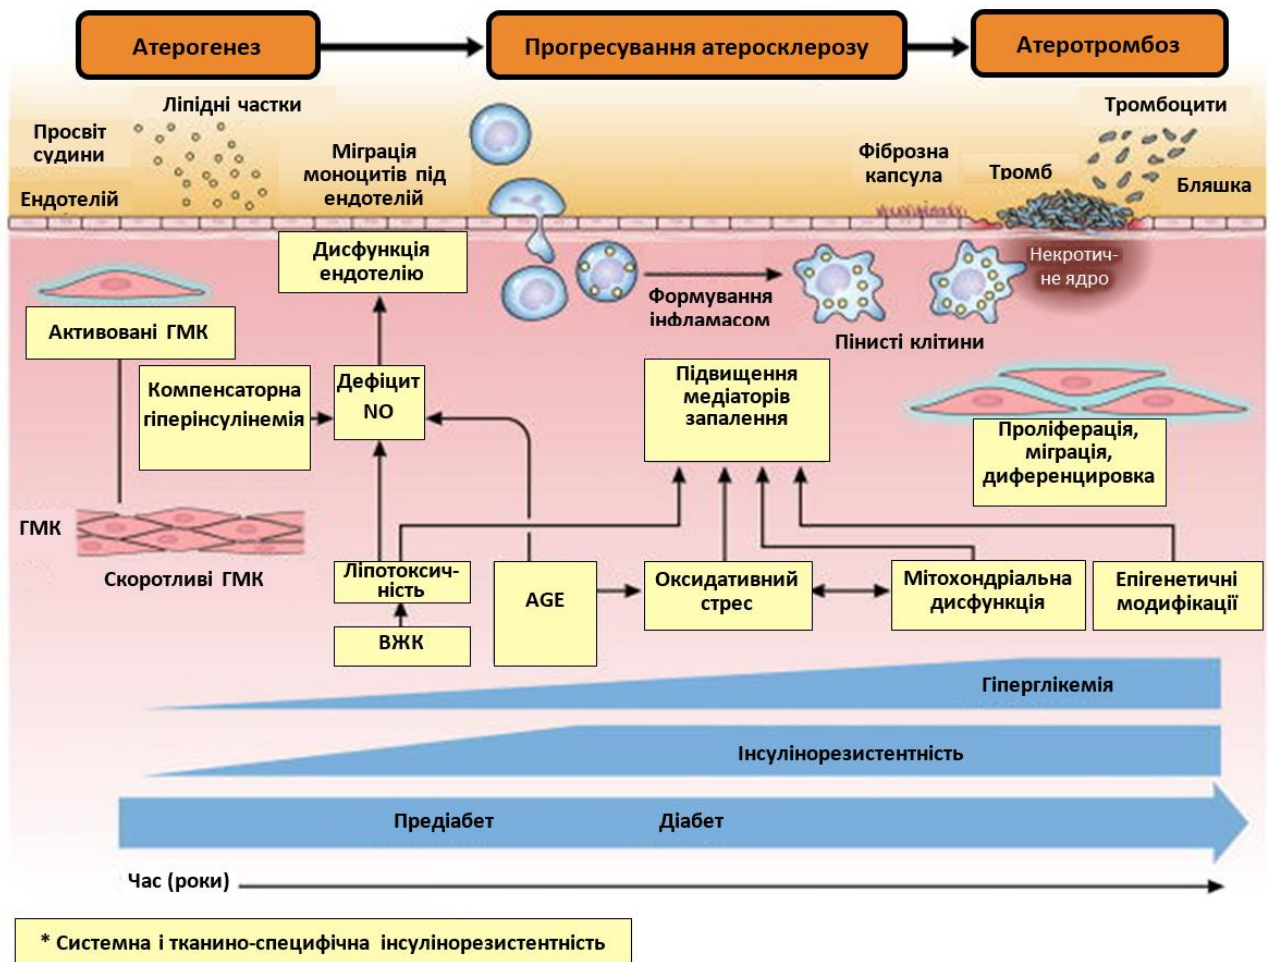 Атерогенез
Прогресування атеросклерозу
Атеротромбоз
Ліпідні частки
Просвіт
судини
Ендотелій
Міграція
моноцитів під
ендотелій
Фіброзна
капсула
Тромб
Тромбоцити
Бляшка
Дисфункція
ендотелію
Некротич-
не ядро
Формування
інфламасом
Пінисті клітини
Активовані ГМК
Компенсаторна
гіперінсулінемія
Дефіцит
NO
Підвищення
медіаторів
запалення
Проліферація,
міграція,
диференцировка
ГМК
Скоротливі ГМК
Ліпотоксич-
ність
ВЖК
AGE
Оксидативний
стрес
Мітохондріальна
дисфункція
Епігенетичні
модифікації
Гіперглікемія
Інсулінорезистентність
Предіабет
Діабет
Час (роки)
* Системна і тканино-специфічна інсулінорезистентність